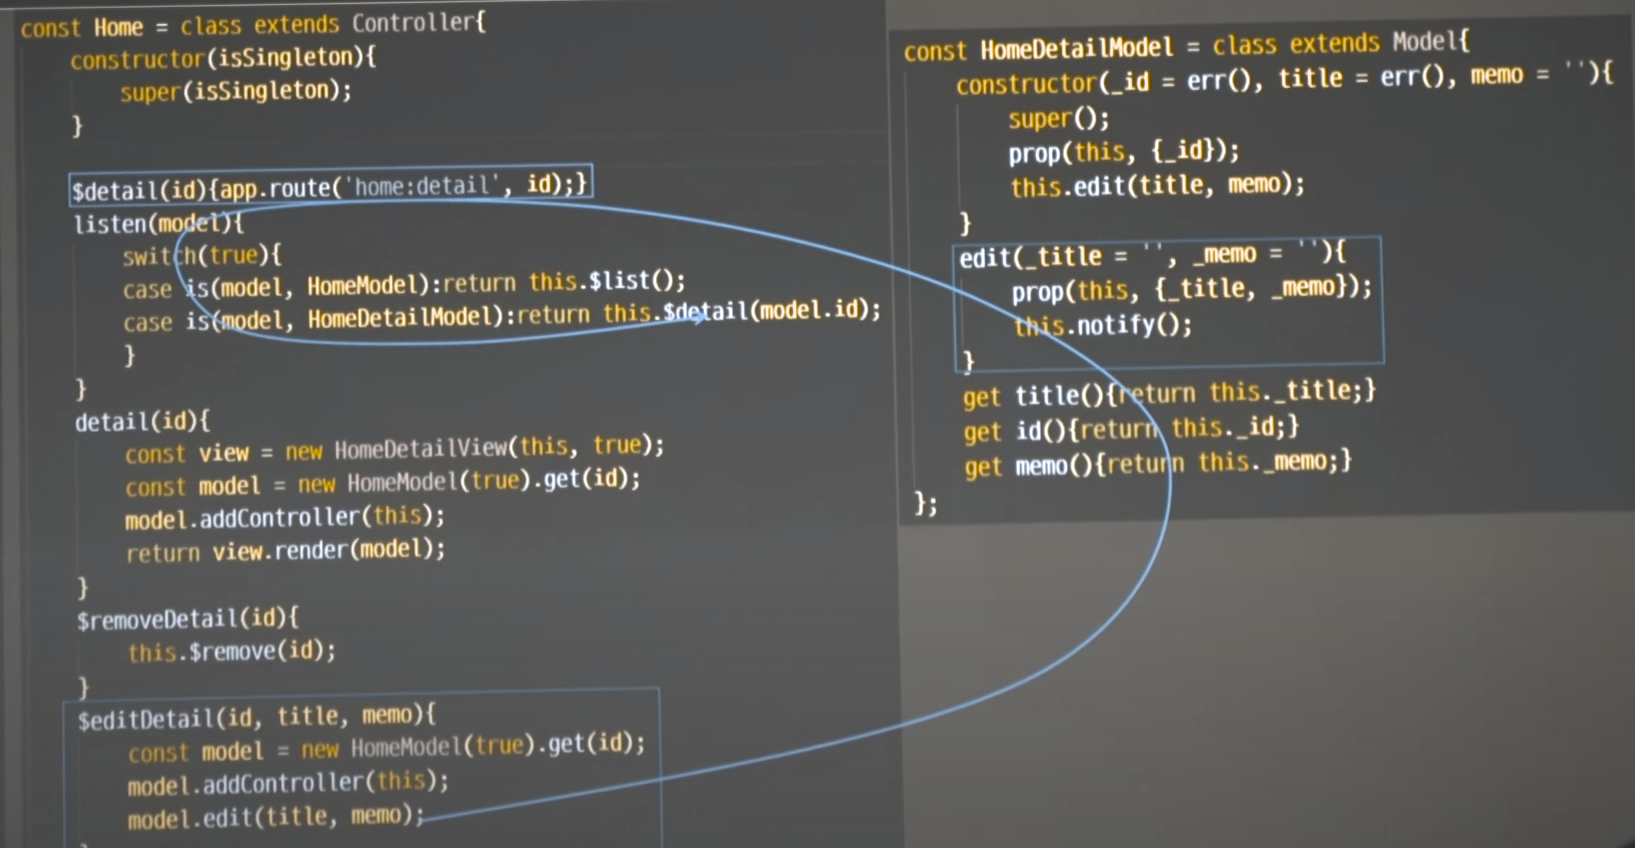 const Home = class extends Controller{
constructor(isSingleton){
super(isSingleton);
}
$detail(id){app.route('home:detail', id);}
listen(model){
switch(true){
case is(model, HomeModel):return this.$list();
case is(model, HomeDetailModel):return this.$detail(model.id);
}
}
detail(id){
const view = new HomeDetailView(this, true);
const model = new HomeModel(true).get(id);
model.addController(this);
return view.render(model);
}
$removeDetail(id){
this.$remove(id);
}
$editDetail(id, title, memo){
const model = new HomeModel(true).get(id);
model.addController(this);
model.edit(title, memo);
}
const HomeDetailModel = class extends Model{
constructor(_id = err(), title = err(), memo = ''){
super();
prop(this, {_id});
this.edit(title, memo);
}
edit(_title = '', _memo = ''){
prop(this, {_title, _memo});
this.notify();
}
get title(){return this._title;}
get id(){return this._id;}
get memo(){return this._memo;}
};